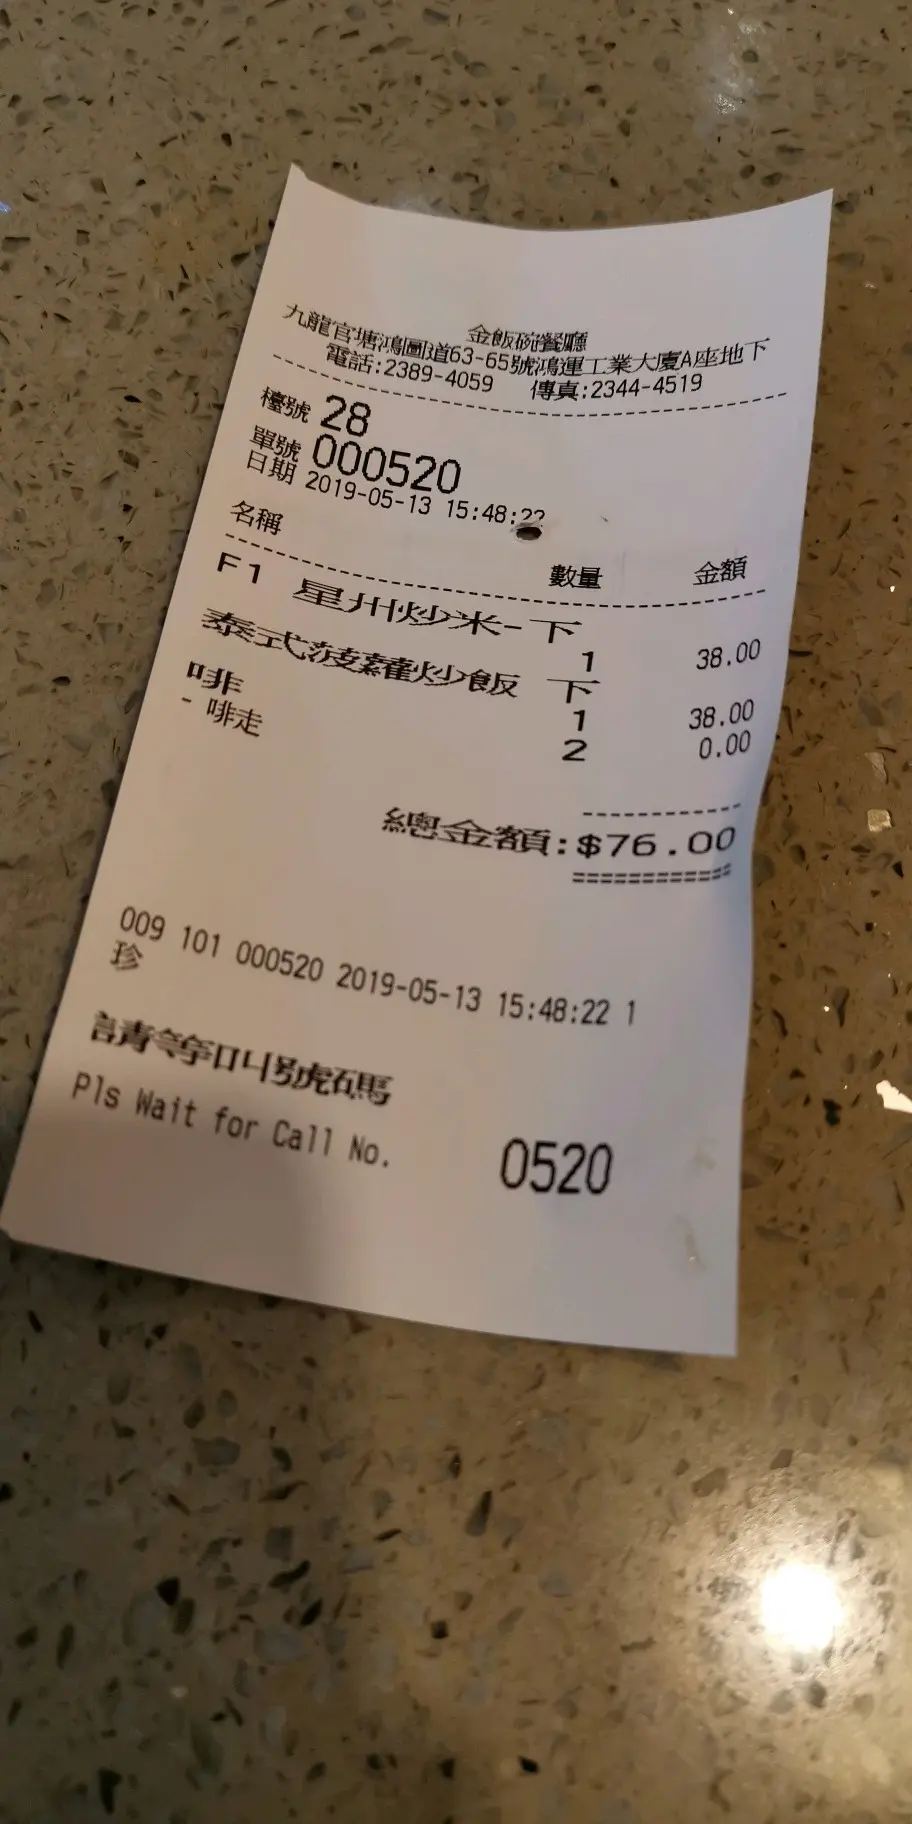 金飯碗餐廳
九龍官塘鴻圖道63-65號鴻運工業大廈A座地下
電話:2389-4059 傳真:2344-4519
檯號 28
單號 000520
日期 2019-05-13 15:48:22
名稱 數量 金額
F1 星州炒米-下
1 38.00
泰式菠蘿炒飯 下
1 38.00
啡 2 0.00
- 啡走
總金額:$76.00
009 101 000520 2019-05-13 15:48:22 1
珍
請等叫號碼
Pls Wait for Call No. 0520